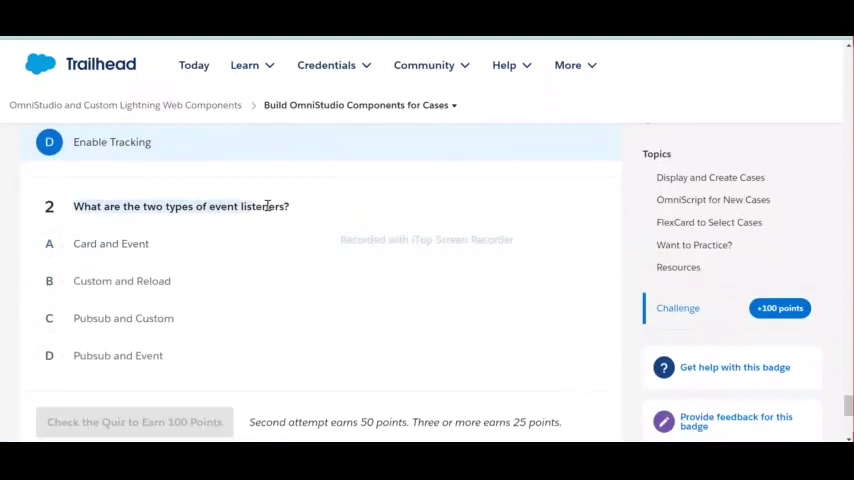 Trailhead
Today Learn Credentials Community Help More
OmniStudio and Custom Lightning Web Components > Build OmniStudio Components for Cases
D Enable Tracking
2 What are the two types of event listeners?
A Card and Event
B Custom and Reload
C Pubsub and Custom
D Pubsub and Event
Check the Quiz to Earn 100 Points Second attempt earns 50 points. Three or more earns 25 points.
Recorded with iTop Screen Recorder
Topics
Display and Create Cases
OmniScript for New Cases
FlexCard to Select Cases
Want to Practice?
Resources
Challenge +100 points
? Get help with this badge
Provide feedback for this
badge